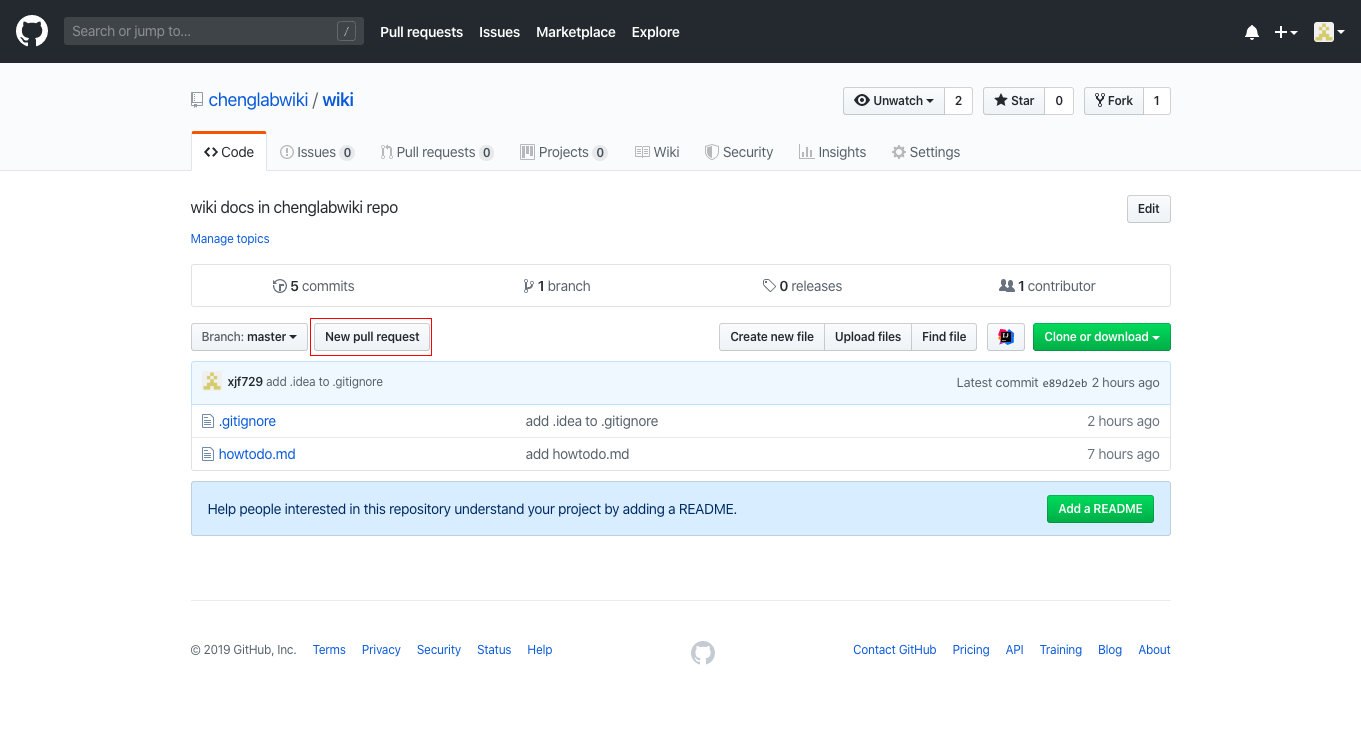 Search or jump to... /
Pull requests Issues Marketplace Explore
chenglabwiki / wiki
Unwatch 2 Star 0 Fork 1
Code Issues 0 Pull requests 0 Projects 0 Wiki Security Insights Settings
wiki docs in chenglabwiki repo
Edit
Manage topics
5 commits 1 branch 0 releases 1 contributor
Branch: master New pull request Create new file Upload files Find file Clone or download
xjf729 add .idea to .gitignore Latest commit e89d2eb 2 hours ago
.gitignore add .idea to .gitignore 2 hours ago
howtodo.md add howtodo.md 7 hours ago
Help people interested in this repository understand your project by adding a README. Add a README
© 2019 GitHub, Inc. Terms Privacy Security Status Help Contact GitHub Pricing API Training Blog About